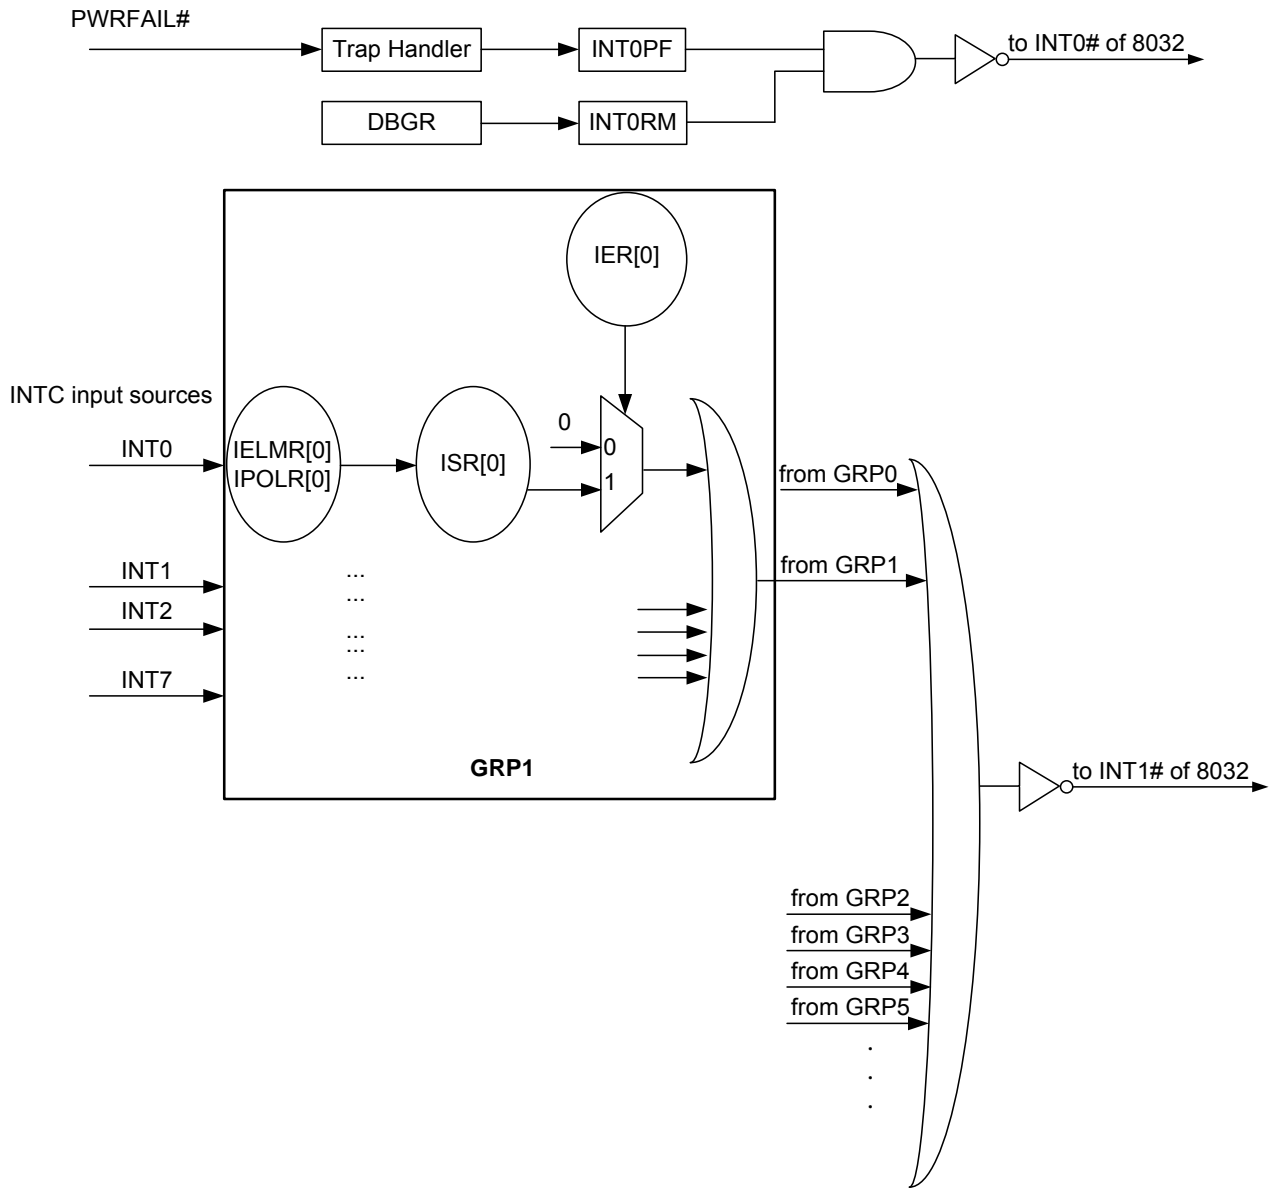 PWRFAIL#
Trap Handler
INT0PF
to INT0# of 8032
DBGR
INT0RM
IER[0]
INTC input sources
INT0
IELMR[0]
IPOLR[0]
ISR[0]
0
0
1
from GRP0
from GRP1
INT1
INT2
INT7
...
...
...
...
...
GRP1
to INT1# of 8032
from GRP2
from GRP3
from GRP4
from GRP5
.
.
.